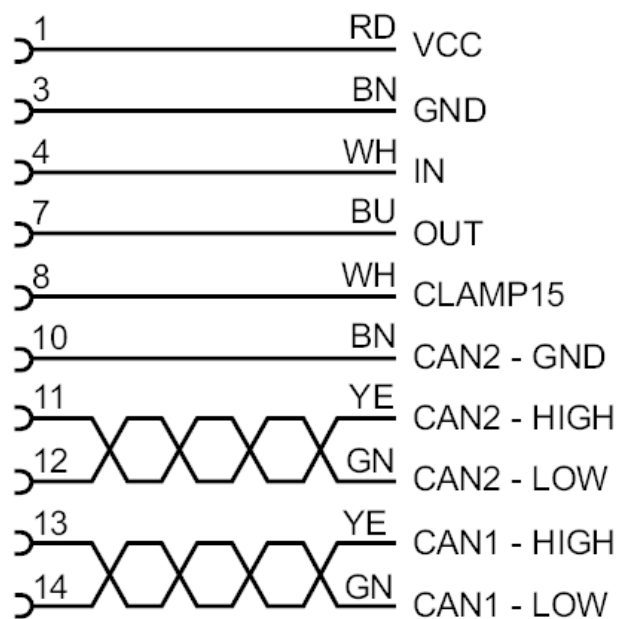 1 RD VCC
3 BN GND
4 WH IN
7 BU OUT
8 WH CLAMP15
10 BN CAN2 - GND
11 YE CAN2 - HIGH
12 GN CAN2 - LOW
13 YE CAN1 - HIGH
14 GN CAN1 - LOW